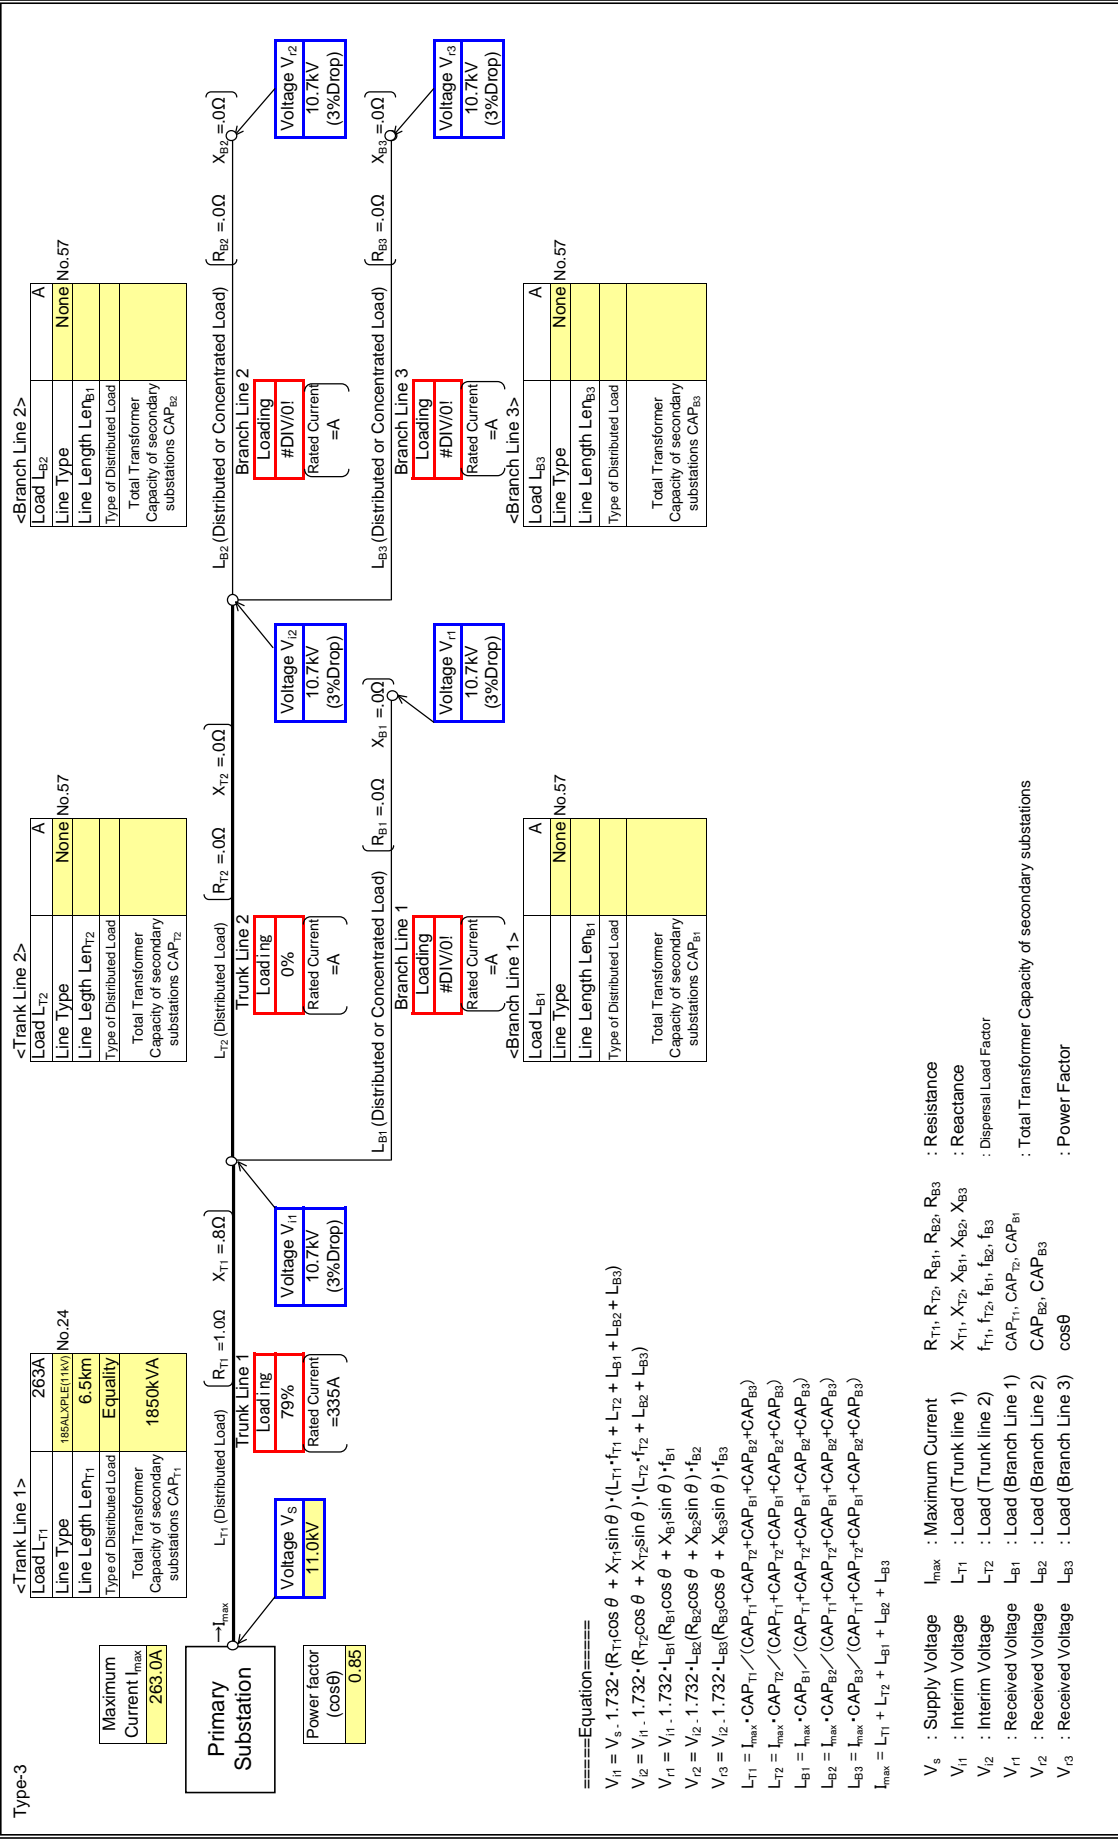 Type-3
Maximum
Current Imax
263.0A
Primary
Substation
Power factor
(cosθ)
0.85
→Imax
Voltage VS
11.0kV
<Trank Line 1>
Load LT1 263A
Line Type 185ALXPLE(11kV) No.24
Line Legth LenT1 6.5km
Type of Distributed Load Equality
Total Transformer
Capacity of secondary
substations CAPT1 1850kVA
LT1 (Distributed Load) RT1 =1.0Ω XT1 =.8Ω
Trunk Line 1
Loading
79%
Rated Current
=335A
Voltage Vi1
10.7kV
(3%Drop)
<Trank Line 2>
Load LT2 A
Line Type None No.57
Line Legth LenT2
Type of Distributed Load
Total Transformer
Capacity of secondary
substations CAPT2
LT2 (Distributed Load) RT2 =.0Ω XT2 =.0Ω
Trunk Line 2
Loading
0%
Rated Current
=A
Voltage Vi2
10.7kV
(3%Drop)
LB1 (Distributed or Concentrated Load) RB1 =.0Ω XB1 =.0Ω
Branch Line 1
Loading
#DIV/0!
Rated Current
=A
Voltage Vr1
10.7kV
(3%Drop)
<Branch Line 1>
Load LB1 A
Line Type None No.57
Line Length LenB1
Type of Distributed Load
Total Transformer
Capacity of secondary
substations CAPB1
<Branch Line 2>
Load LB2 A
Line Type None No.57
Line Length LenB1
Type of Distributed Load
Total Transformer
Capacity of secondary
substations CAPB2
LB2 (Distributed or Concentrated Load) RB2 =.0Ω XB2 =.0Ω
Branch Line 2
Loading
#DIV/0!
Rated Current
=A
Voltage Vr2
10.7kV
(3%Drop)
LB3 (Distributed or Concentrated Load) RB3 =.0Ω XB3 =.0Ω
Branch Line 3
Loading
#DIV/0!
Rated Current
=A
Voltage Vr3
10.7kV
(3%Drop)
<Branch Line 3>
Load LB3 A
Line Type None No.57
Line Length LenB3
Type of Distributed Load
Total Transformer
Capacity of secondary
substations CAPB3
=====Equation=====
Vi1 = Vs - 1.732・(RT1cos θ + XT1sin θ)・(LT1・fT1 + LT2 + LB1 + LB2 + LB3)
Vi2 = Vi1 - 1.732・(RT2cos θ + XT2sin θ)・(LT2・fT2 + LB2 + LB3)
Vr1 = Vi1 - 1.732・LB1(RB1cos θ + XB1sin θ)・fB1
Vr2 = Vi2 - 1.732・LB2(RB2cos θ + XB2sin θ)・fB2
Vr3 = Vi2 - 1.732・LB3(RB3cos θ + XB3sin θ)・fB3
LT1 = Imax・CAPT1／(CAPT1+CAPT2+CAPB1+CAPB2+CAPB3)
LT2 = Imax・CAPT2／(CAPT1+CAPT2+CAPB1+CAPB2+CAPB3)
LB1 = Imax・CAPB1／(CAPT1+CAPT2+CAPB1+CAPB2+CAPB3)
LB2 = Imax・CAPB2／(CAPT1+CAPT2+CAPB1+CAPB2+CAPB3)
LB3 = Imax・CAPB3／(CAPT1+CAPT2+CAPB1+CAPB2+CAPB3)
Imax = LT1 + LT2 + LB1 + LB2 + LB3
Vs : Supply Voltage Imax : Maximum Current RT1, RT2, RB1, RB2, RB3 : Resistance
Vi1 : Interim Voltage LT1 : Load (Trunk line 1) XT1, XT2, XB1, XB2, XB3 : Reactance
Vi2 : Interim Voltage LT2 : Load (Trunk line 2) fT1, fT2, fB1, fB2, fB3 : Dispersal Load Factor
Vr1 : Received Voltage LB1 : Load (Branch Line 1) CAPT1, CAPT2, CAPB1
Vr2 : Received Voltage LB2 : Load (Branch Line 2) CAPB2, CAPB3 : Total Transformer Capacity of secondary substations
Vr3 : Received Voltage LB3 : Load (Branch Line 3) cosθ : Power Factor